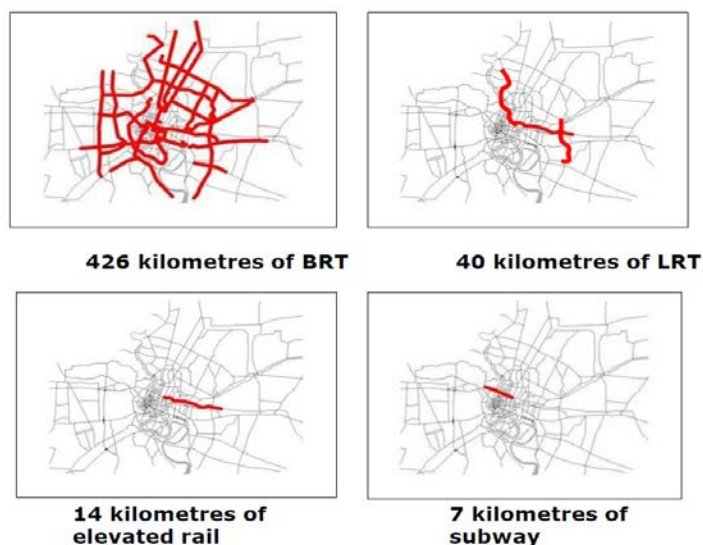 426 kilometres of BRT
40 kilometres of LRT
14 kilometres of
elevated rail
7 kilometres of
subway